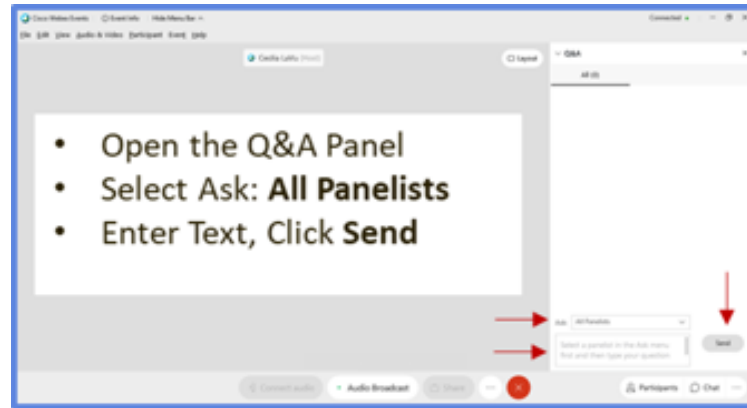 Cisco Webex Events Event Info Hide Menu Bar Connected
File Edit View Audio & Video Participant Event Help
Cecilia (Host)
Layout
Q&A
All (0)
• Open the Q&A Panel
• Select Ask: All Panelists
• Enter Text, Click Send
Ask: All Panelists
Select a panelist in the Ask menu
first and then type your question
Send
Connect audio Audio Broadcast Share
Participants Chat